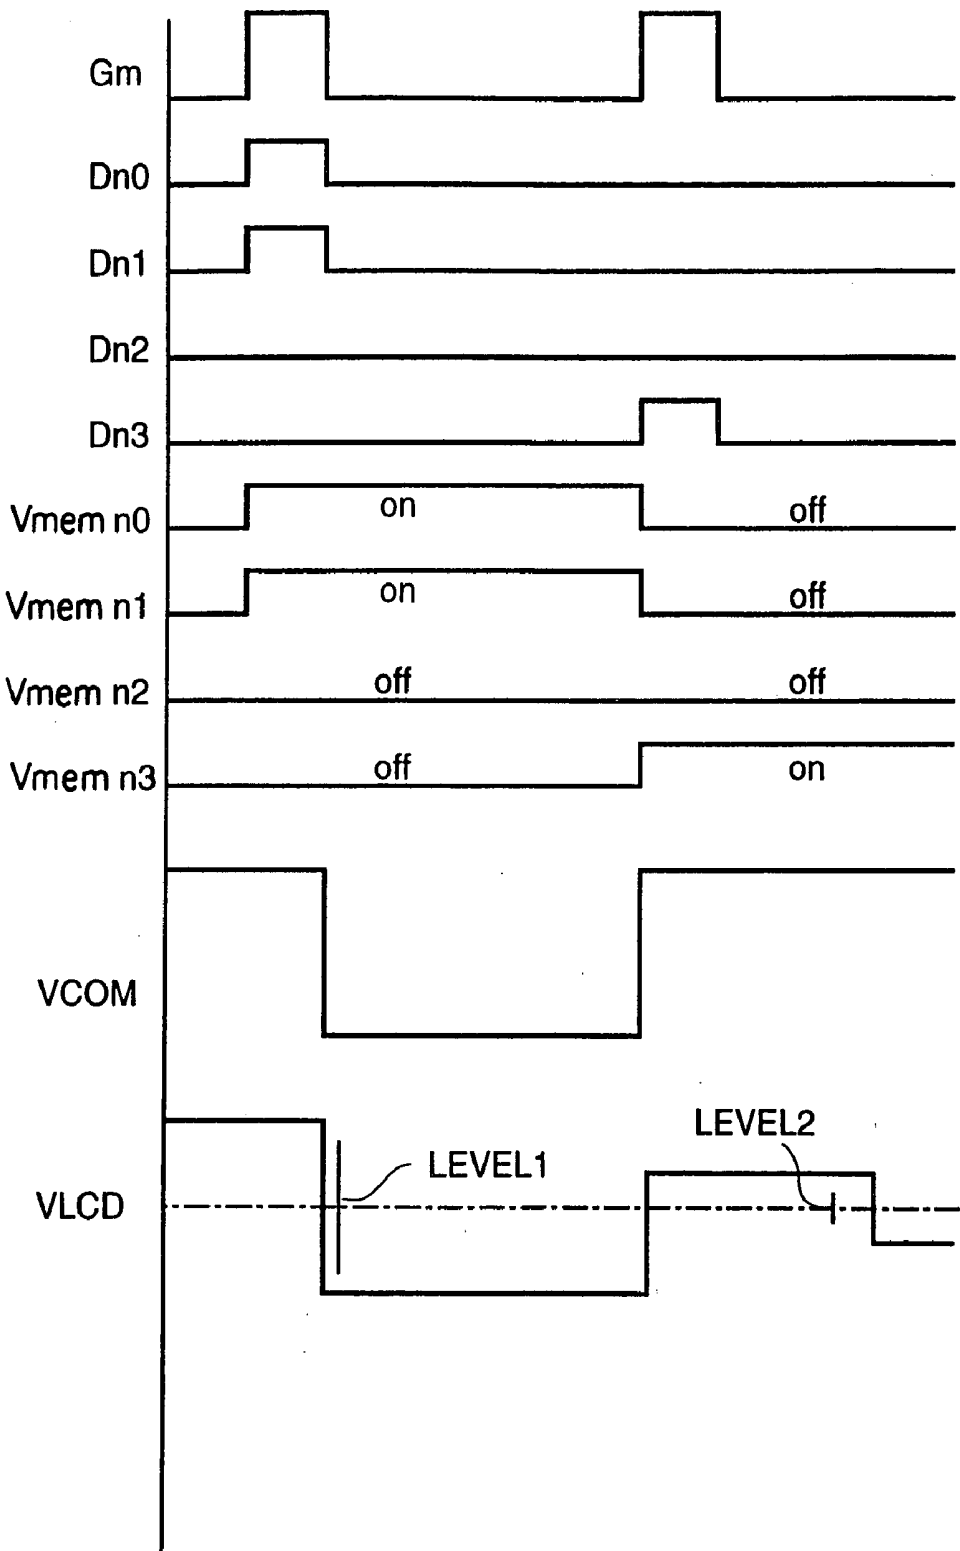 Gm
Dn0
Dn1
Dn2
Dn3
Vmem n0 on off
Vmem n1 on off
Vmem n2 off off
Vmem n3 off on
VCOM
LEVEL2
LEVEL1
VLCD